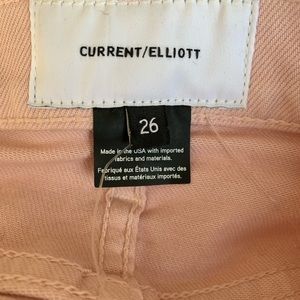 CURRENT/ELLIOTT
26
Made in the USA with imported
fabrics and materials.
Fabriqué aux États Unis avec des
tissus et matériaux importés.